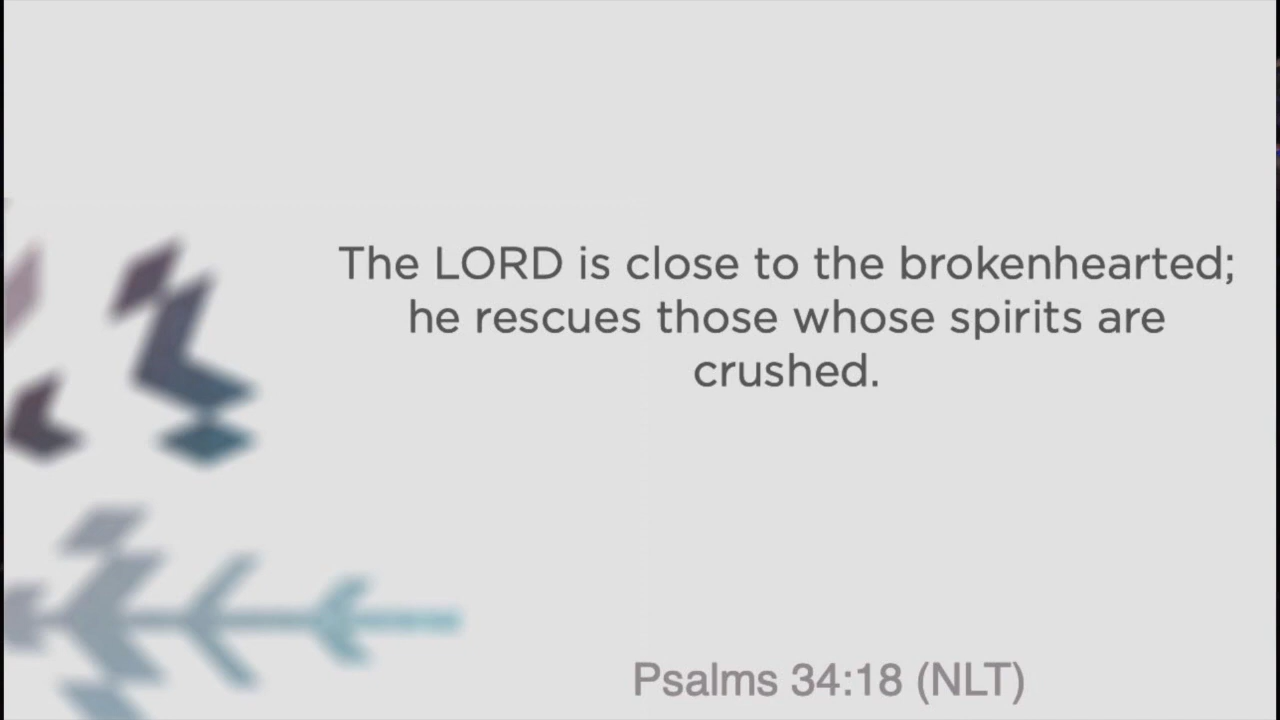 The LORD is close to the brokenhearted;
he rescues those whose spirits are
crushed.
Psalms 34:18 (NLT)